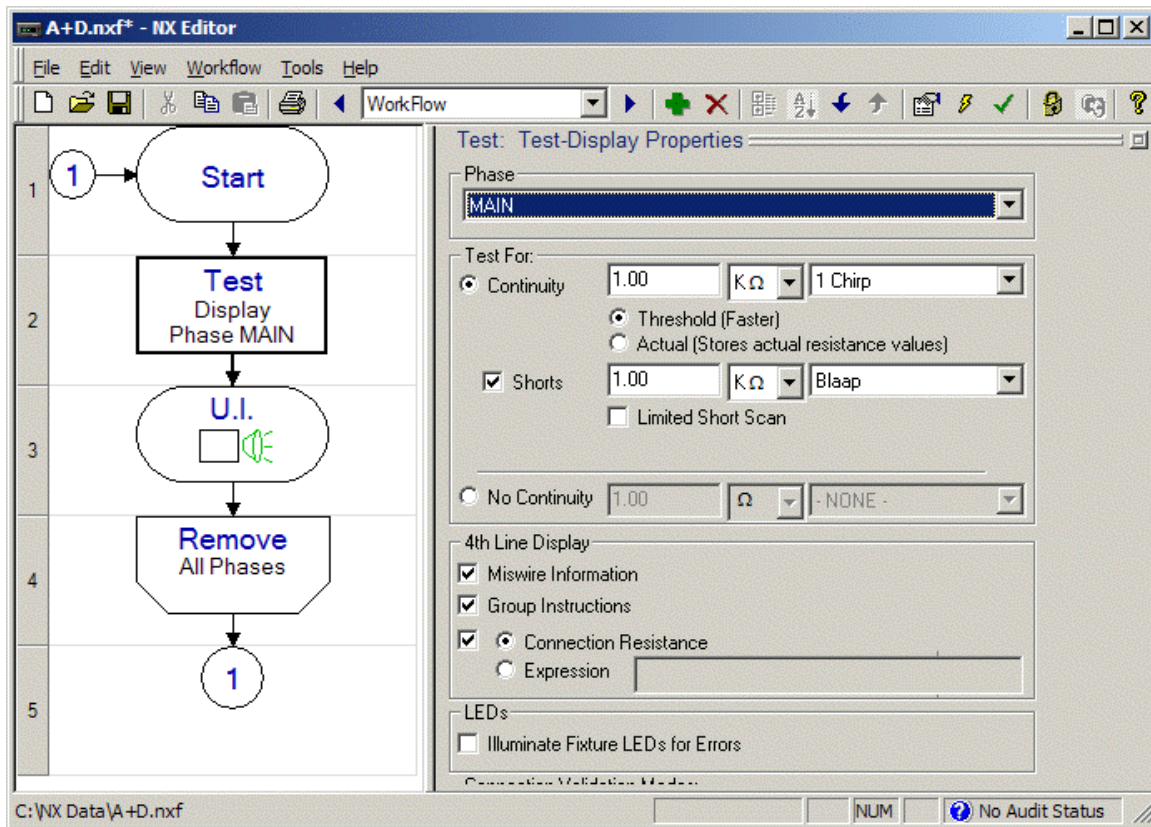 A+D.nxf* - NX Editor
File Edit View Workflow Tools Help
WorkFlow
1
1
Start
2
Test
Display
Phase MAIN
3
U.I.
4
Remove
All Phases
5
1
Test: Test-Display Properties
Phase
MAIN
Test For:
Continuity 1.00 KΩ 1 Chirp
Threshold (Faster)
Actual (Stores actual resistance values)
Shorts 1.00 KΩ Blaap
Limited Short Scan
No Continuity 1.00 Ω - NONE -
4th Line Display
Miswire Information
Group Instructions
Connection Resistance
Expression
LEDs
Illuminate Fixture LEDs for Errors
Connection Validation Modes:
C:\NX Data\A+D.nxf NUM No Audit Status